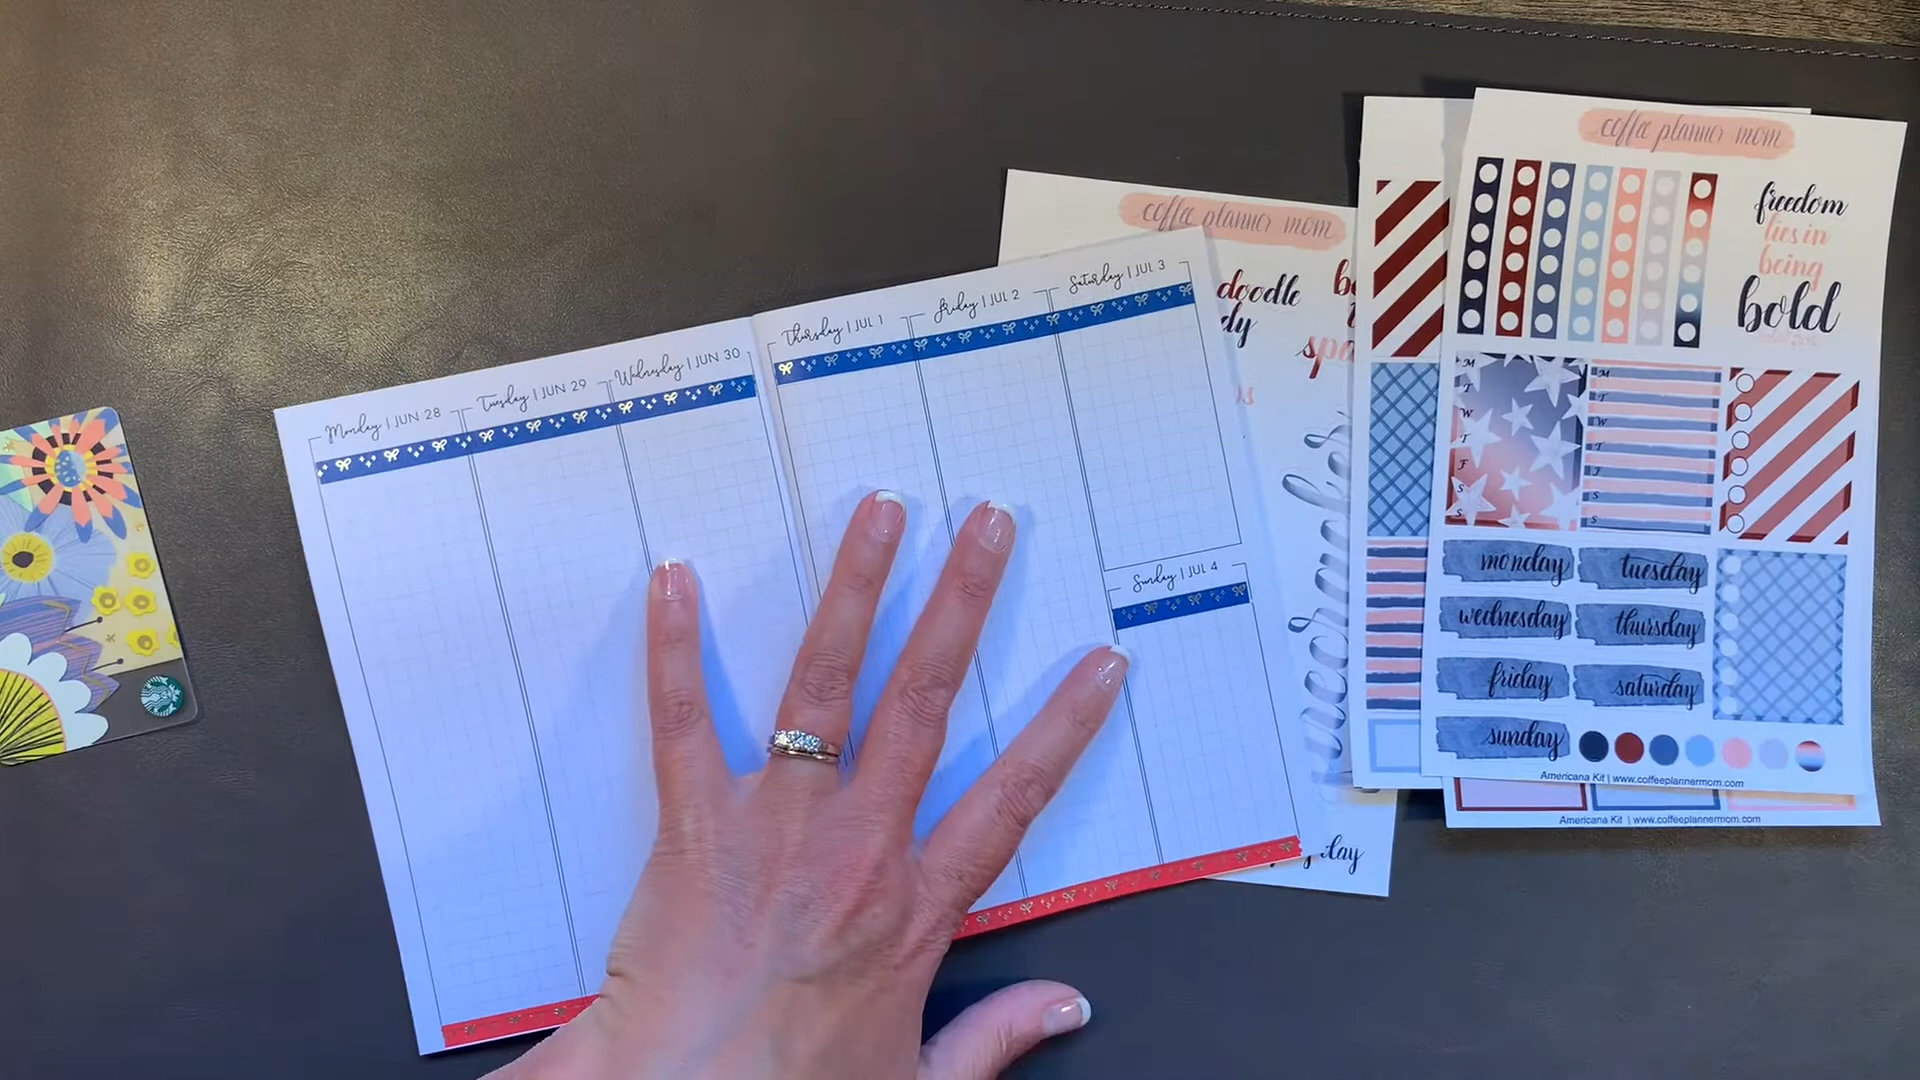 Monday | JUN 28
Tuesday | JUN 29
Wednesday | JUN 30
Thursday | JUL 1
Friday | JUL 2
Saturday | JUL 3
Sunday | JUL 4
coffee planner mom
doodle
coffee planner mom
freedom
lies in
being
bold
M
T
W
T
F
S
S
M
T
W
T
F
S
S
monday
tuesday
wednesday
thursday
friday
saturday
sunday
Americana Kit | www.coffeeplannermom.com
Americana Kit | www.coffeeplannermom.com